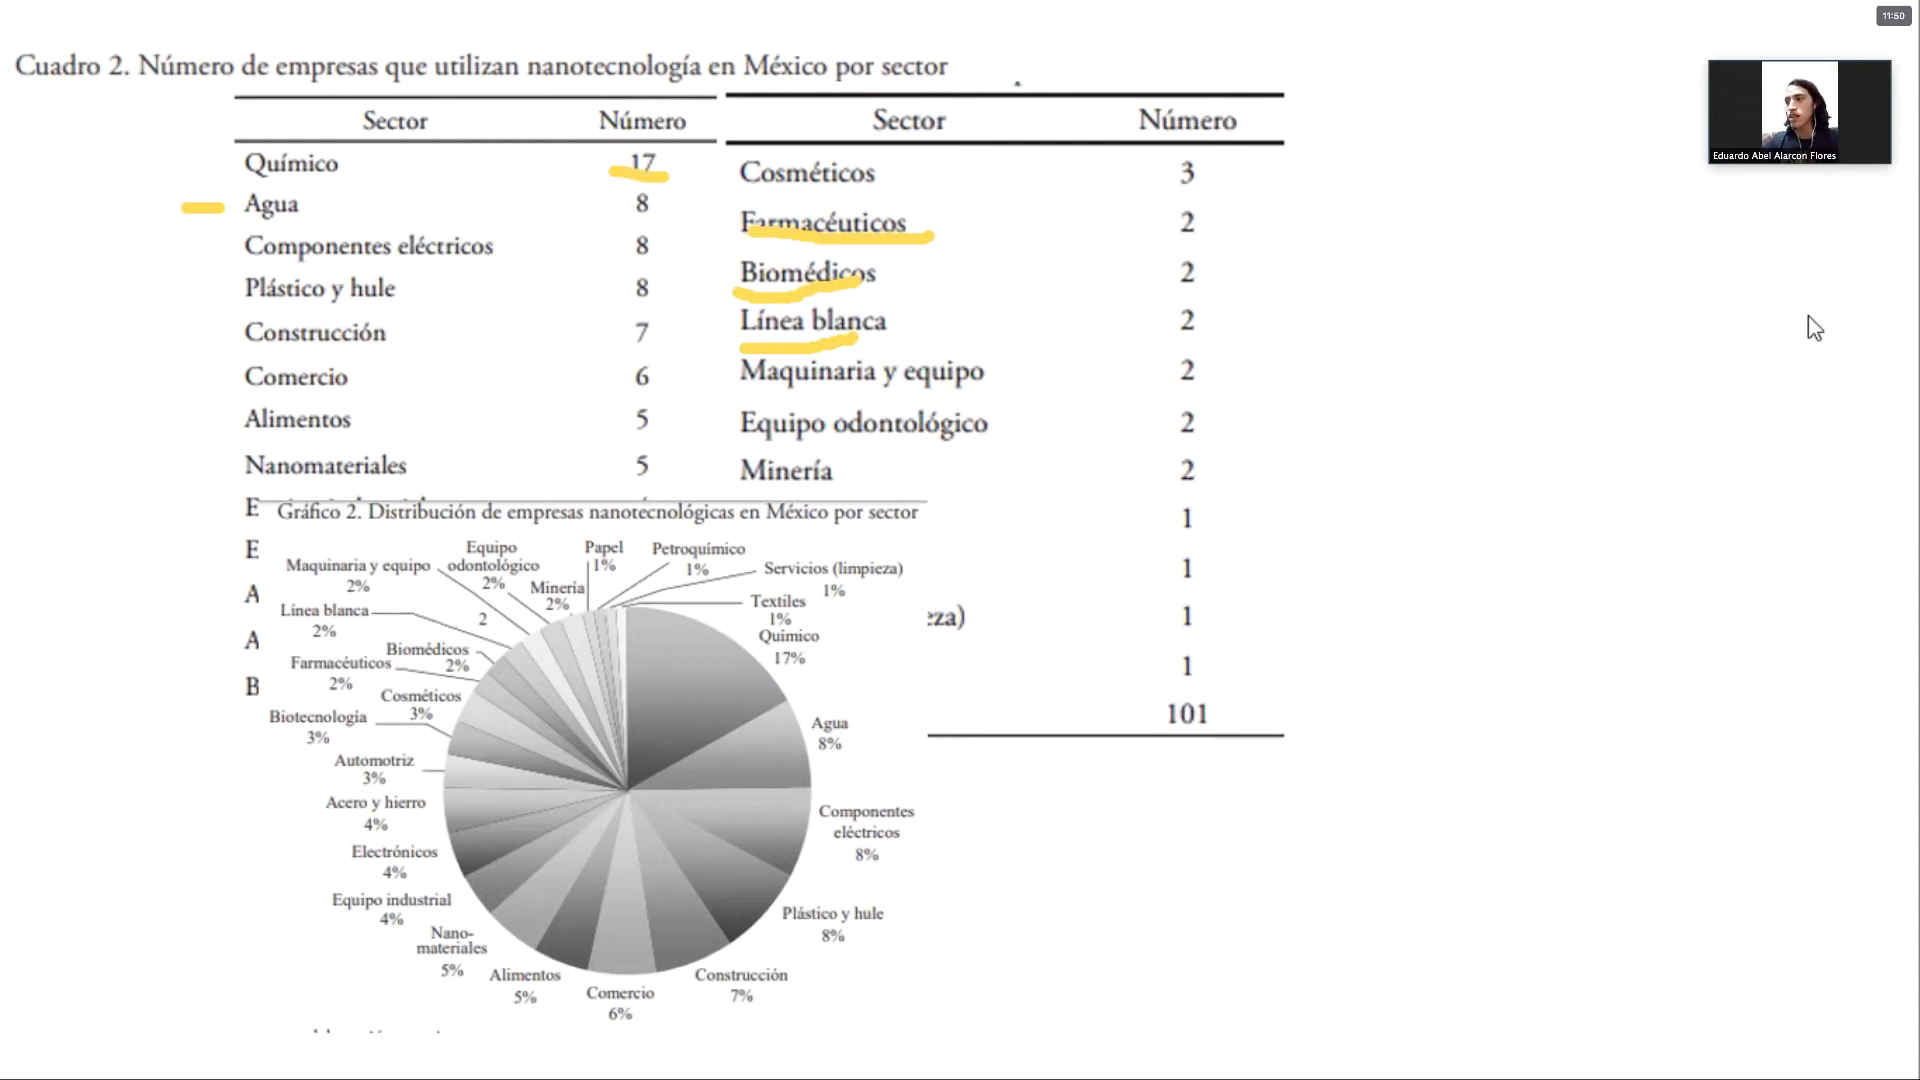 11:50
Cuadro 2. Número de empresas que utilizan nanotecnología en México por sector
Sector Número
Químico 17
Agua 8
Componentes eléctricos 8
Plástico y hule 8
Construcción 7
Comercio 6
Alimentos 5
Nanomateriales 5
E
E
A
A
B
Sector Número
Cosméticos 3
Farmacéuticos 2
Biomédicos 2
Línea blanca 2
Maquinaria y equipo 2
Equipo odontológico 2
Minería 2
1
1
eza) 1
1
101
Gráfico 2. Distribución de empresas nanotecnológicas en México por sector
Químico
17%
Agua
8%
Componentes
eléctricos
8%
Plástico y hule
8%
Construcción
7%
Comercio
6%
Alimentos
5%
Nano-
materiales
5%
Equipo industrial
4%
Electrónicos
4%
Acero y hierro
4%
Automotriz
3%
Biotecnología
3%
Cosméticos
3%
Farmacéuticos
2%
Biomédicos
2%
Línea blanca
2%
2
Maquinaria y equipo
2%
Equipo
odontológico
2%
Minería
2%
Papel
1%
Petroquímico
1%
Servicios (limpieza)
1%
Textiles
1%
Eduardo Abel Alarcon Flores